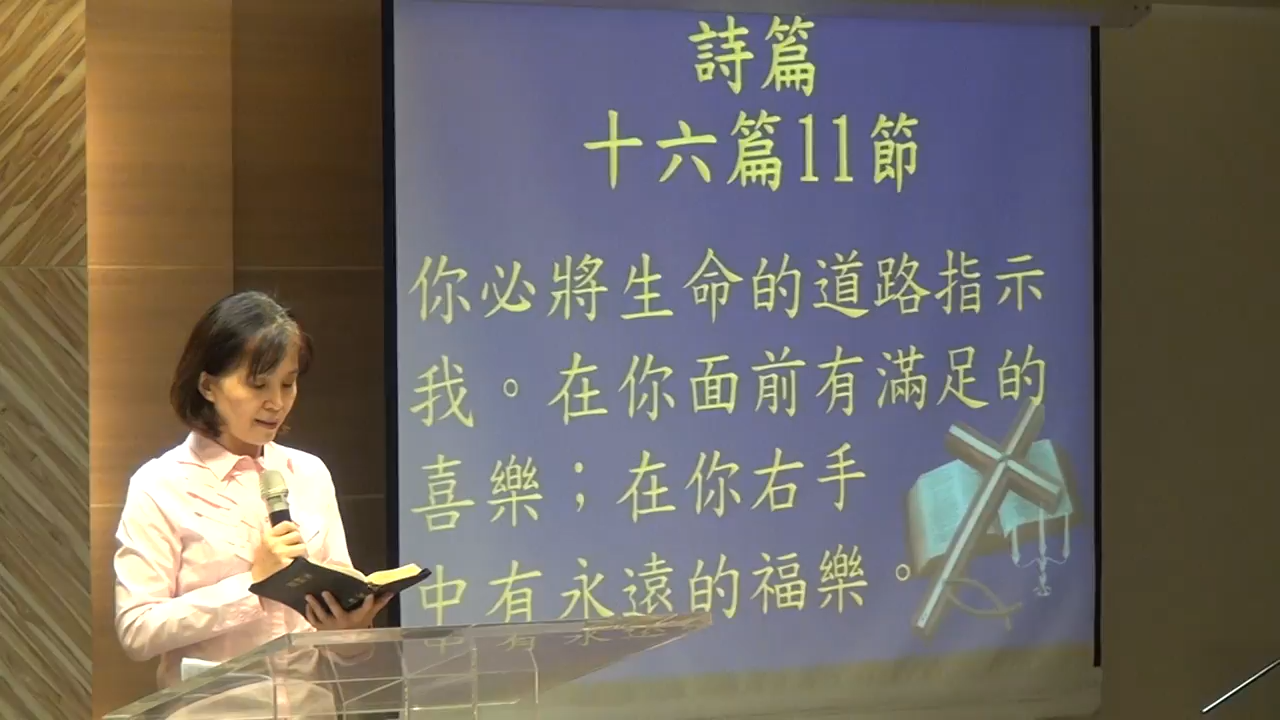 詩篇
十六篇11節
你必將生命的道路指示
我。在你面前有滿足的
喜樂；在你右手
中有永遠的福樂。